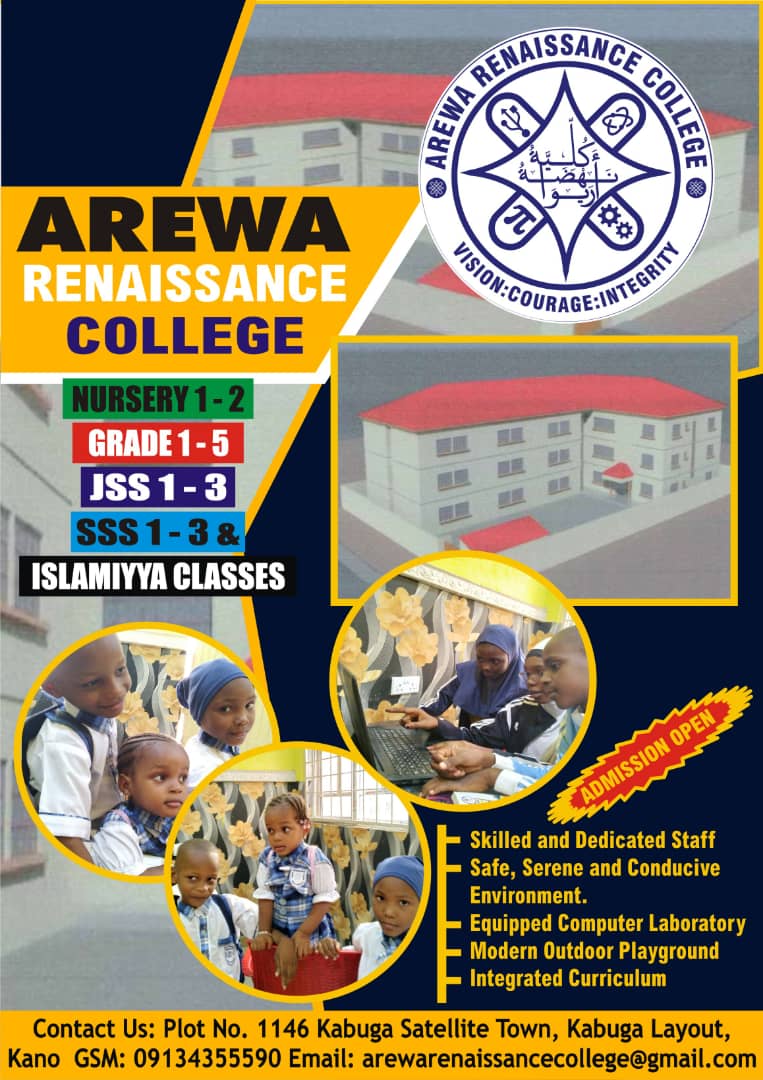 AREWA RENAISSANCE COLLEGE
كُلِّيَّةُ
نَهْضَةُ
أَرِيوَا
π
VISION:COURAGE:INTEGRITY
AREWA
RENAISSANCE
COLLEGE
NURSERY 1 - 2
GRADE 1 - 5
JSS 1 - 3
SSS 1 - 3 &
ISLAMIYYA CLASSES
ADMISSION OPEN
Skilled and Dedicated Staff
Safe, Serene and Conducive
Environment.
Equipped Computer Laboratory
Modern Outdoor Playground
Integrated Curriculum
Contact Us: Plot No. 1146 Kabuga Satellite Town, Kabuga Layout,
Kano GSM: 09134355590 Email: arewarenaissancecollege@gmail.com